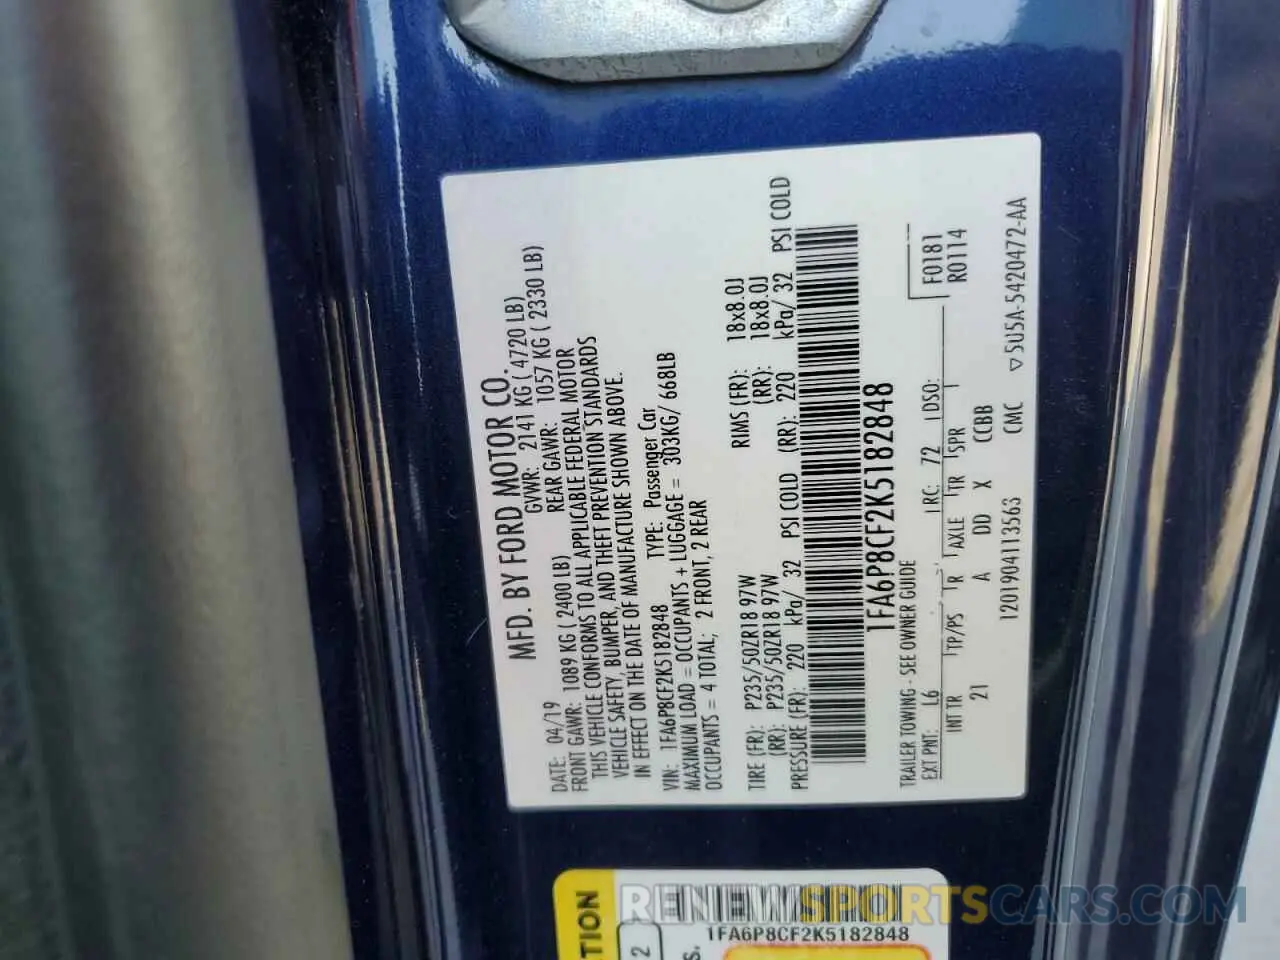 MFD. BY FORD MOTOR CO.
DATE: 04/19 GVWR: 2141 KG ( 4720 LB)
FRONT GAWR: 1089 KG ( 2400 LB) REAR GAWR: 1057 KG ( 2330 LB)
THIS VEHICLE CONFORMS TO ALL APPLICABLE FEDERAL MOTOR
VEHICLE SAFETY, BUMPER, AND THEFT PREVENTION STANDARDS
IN EFFECT ON THE DATE OF MANUFACTURE SHOWN ABOVE.
VIN: 1FA6P8CF2K5182848 TYPE: Passenger Car
MAXIMUM LOAD = OCCUPANTS + LUGGAGE = 303KG/ 668LB
OCCUPANTS = 4 TOTAL; 2 FRONT, 2 REAR
TIRE (FR): P235/50ZR18 97W RIMS (FR): 18x8.0J
(RR): P235/50ZR18 97W (RR): 18x8.0J
PRESSURE (FR): 220 kPa/ 32 PSI COLD (RR): 220 kPa/ 32 PSI COLD
1FA6P8CF2K5182848
TRAILER TOWING - SEE OWNER GUIDE
F0181
R0114
EXT PNT: L6 RC: 72 DSO:
INT TR TP/PS R AXLE TR SPR
21 A DD X CCBB
1201904113563 CMC ▽5U5A-5420472-AA
TION
2
S.
1FA6P8CF2K5182848
RENEWSPORTSCARS.COM